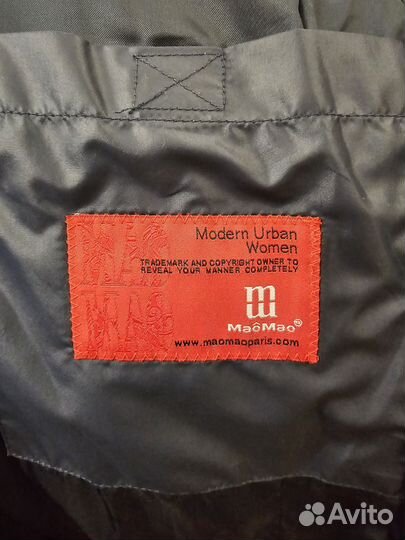 Modern Urban
Women
TRADEMARK AND COPYRIGHT OWNER TO
REVEAL YOUR MANNER COMPLETELY
m
MaôMao®
www.maomaoparis.com
Avito